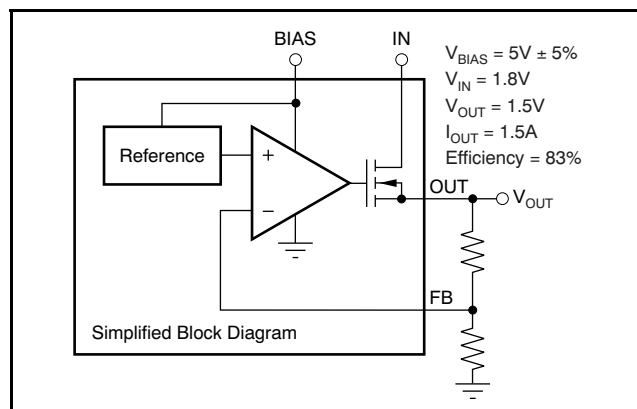 BIAS
IN
V_BIAS = 5V ± 5%
V_IN = 1.8V
V_OUT = 1.5V
I_OUT = 1.5A
Efficiency = 83%
Reference
+
−
OUT
V_OUT
FB
Simplified Block Diagram